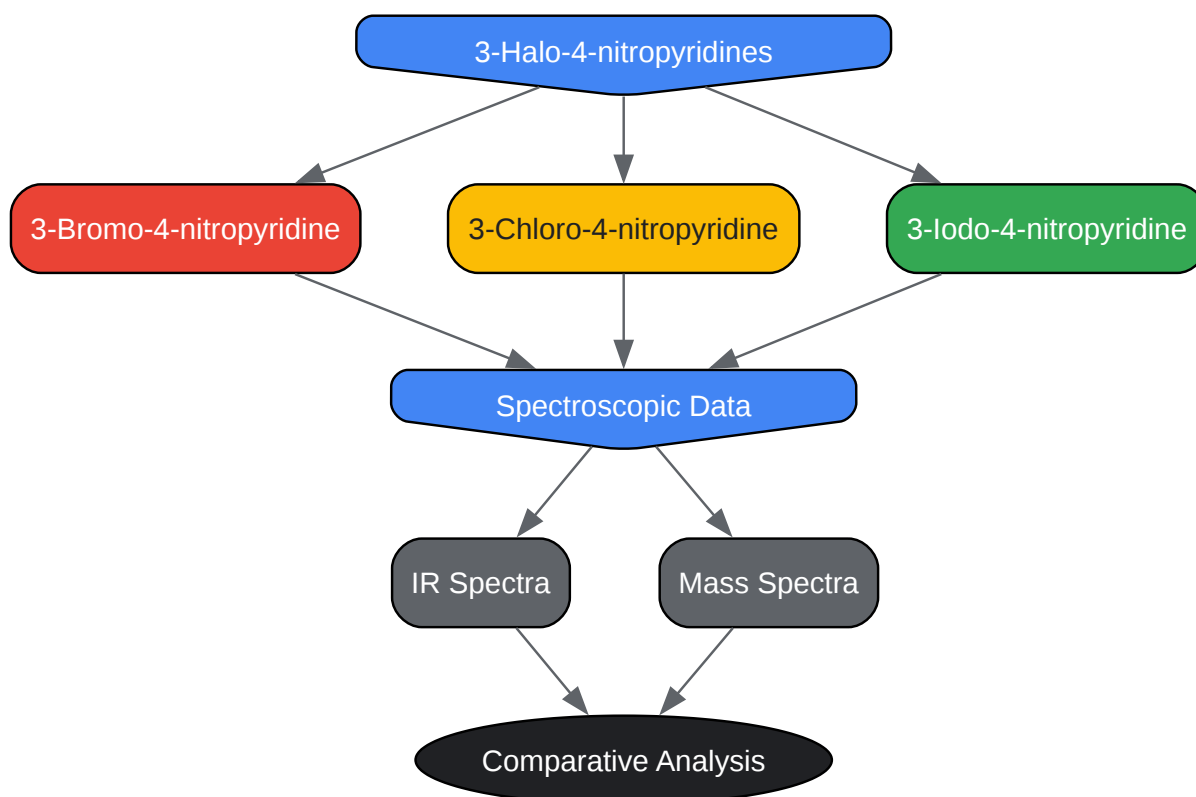 3-Halo-4-nitropyridines
3-Bromo-4-nitropyridine
3-Chloro-4-nitropyridine
3-Iodo-4-nitropyridine
Spectroscopic Data
IR Spectra
Mass Spectra
Comparative Analysis